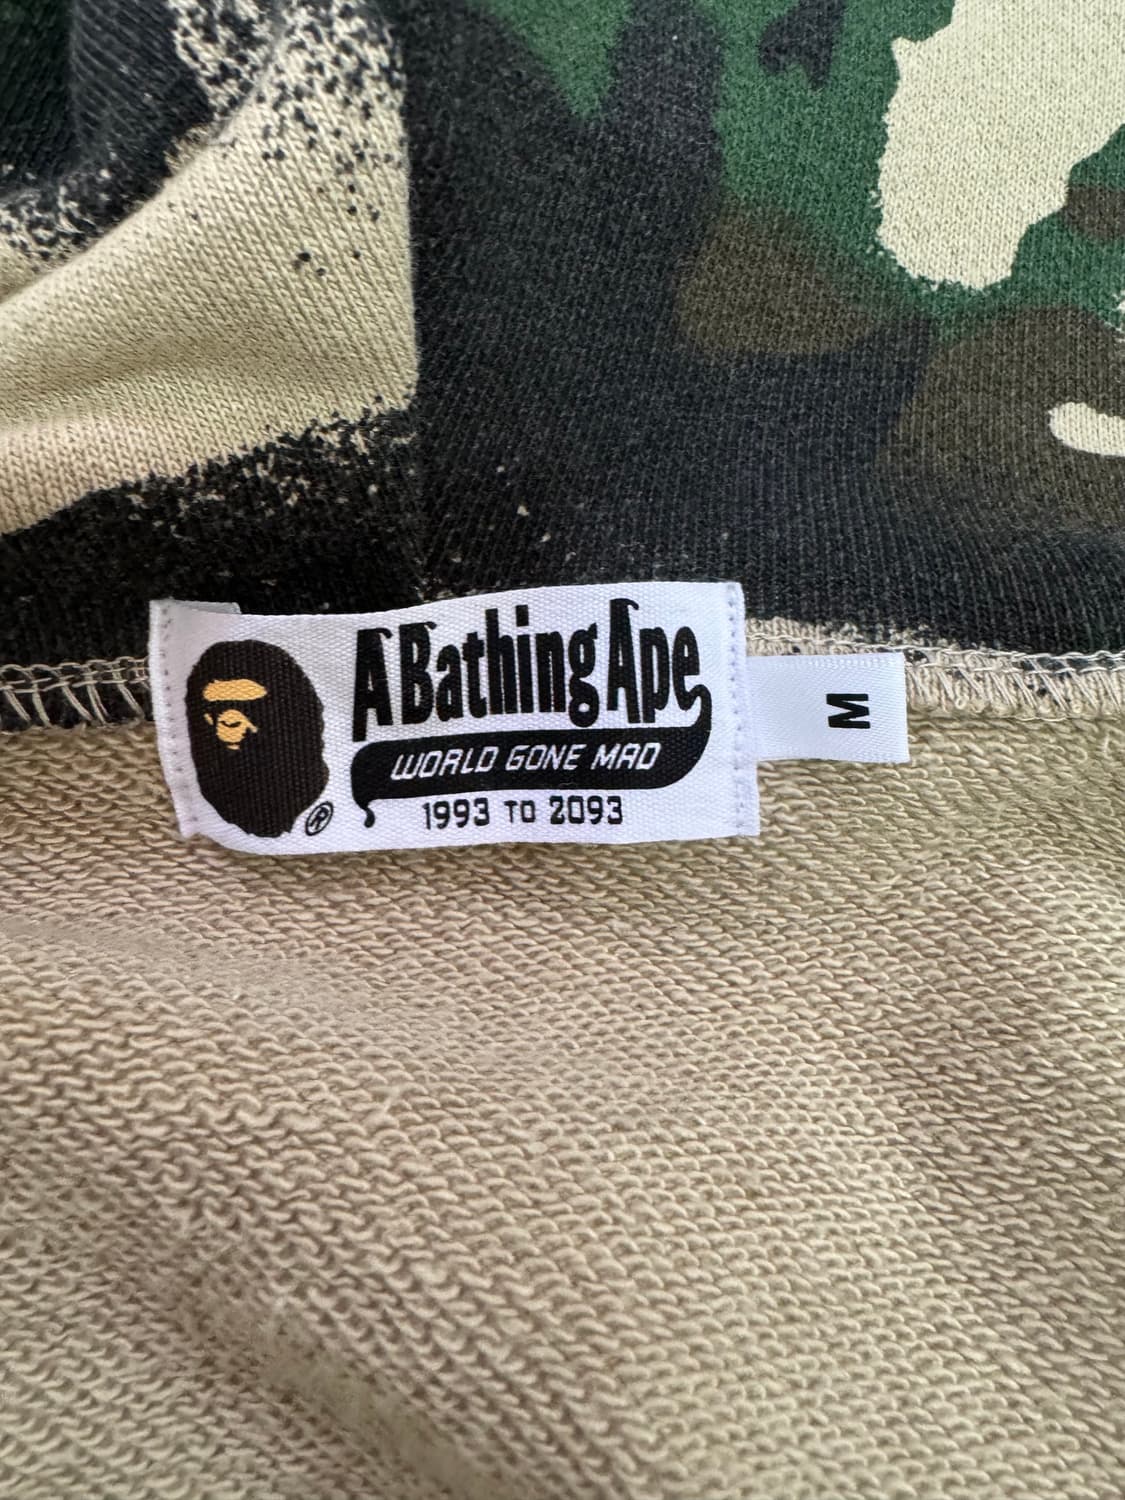 A Bathing Ape
WORLD GONE MAD
1993 TO 2093
®
M